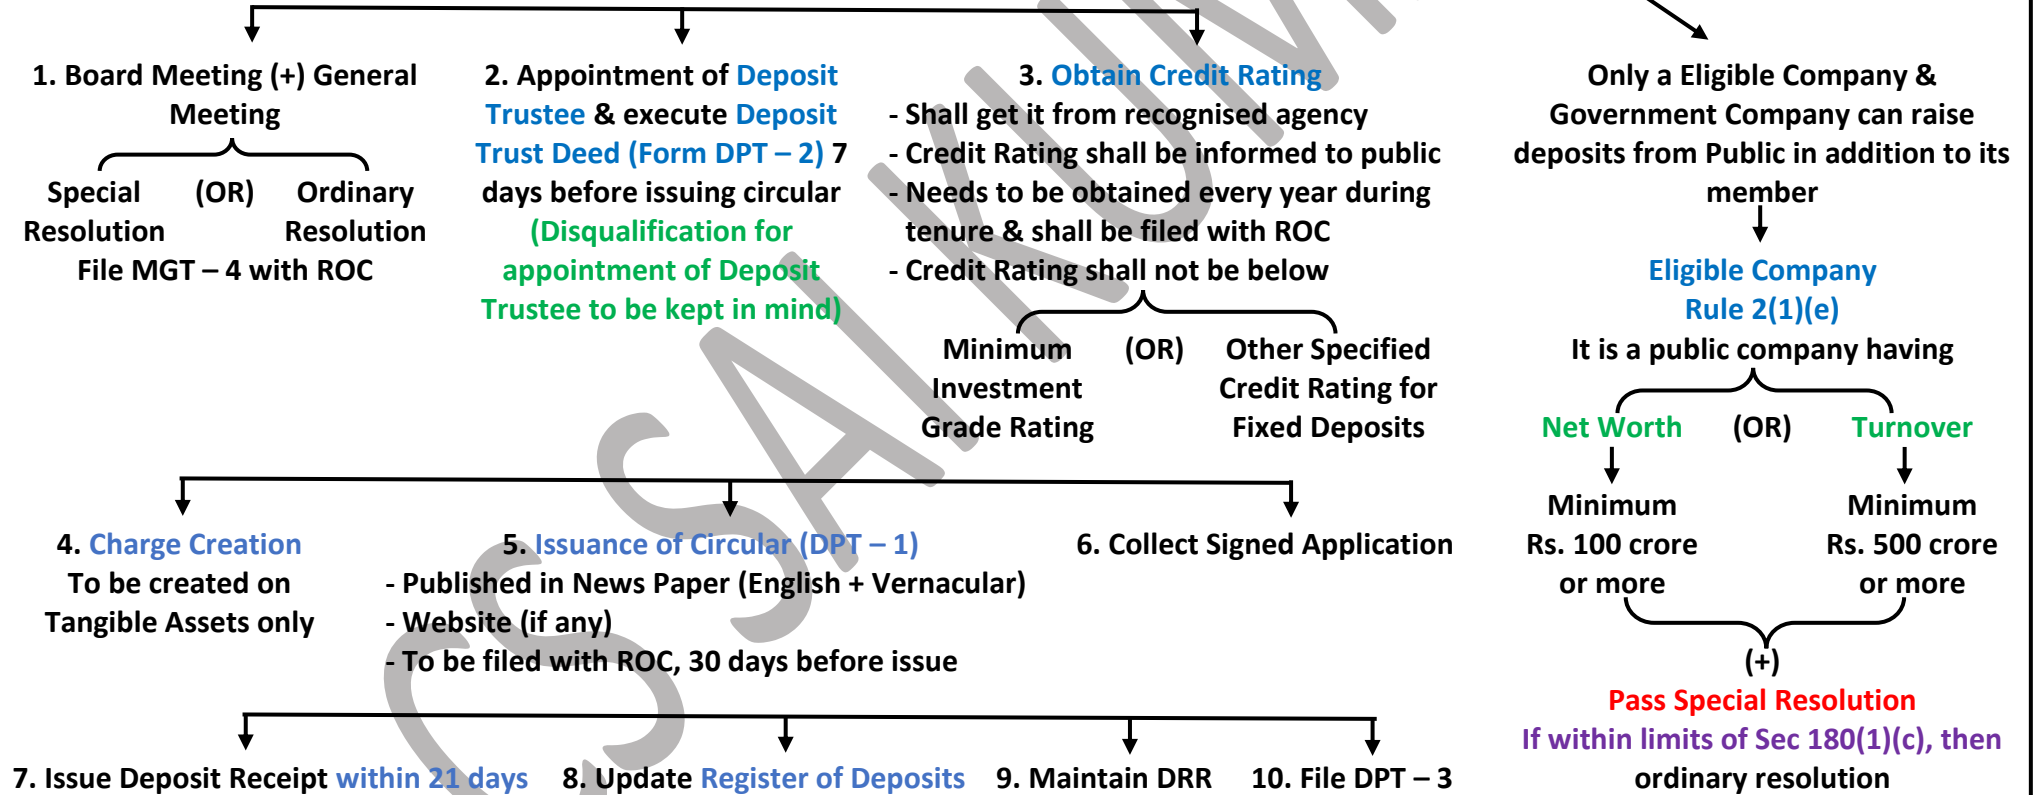 1. Board Meeting (+) General
Meeting
Special (OR) Ordinary
Resolution Resolution
File MGT – 4 with ROC
2. Appointment of Deposit
Trustee & execute Deposit
Trust Deed (Form DPT – 2) 7
days before issuing circular
(Disqualification for
appointment of Deposit
Trustee to be kept in mind)
3. Obtain Credit Rating
- Shall get it from recognised agency
- Credit Rating shall be informed to public
- Needs to be obtained every year during
tenure & shall be filed with ROC
- Credit Rating shall not be below
Minimum (OR) Other Specified
Investment Credit Rating for
Grade Rating Fixed Deposits
Only a Eligible Company &
Government Company can raise
deposits from Public in addition to its
member
Eligible Company
Rule 2(1)(e)
It is a public company having
Net Worth (OR) Turnover
Minimum Minimum
Rs. 100 crore Rs. 500 crore
or more or more
(+)
Pass Special Resolution
If within limits of Sec 180(1)(c), then
ordinary resolution
4. Charge Creation
To be created on
Tangible Assets only
5. Issuance of Circular (DPT – 1)
- Published in News Paper (English + Vernacular)
- Website (if any)
- To be filed with ROC, 30 days before issue
6. Collect Signed Application
7. Issue Deposit Receipt within 21 days
8. Update Register of Deposits
9. Maintain DRR
10. File DPT – 3
CS SAI KUM